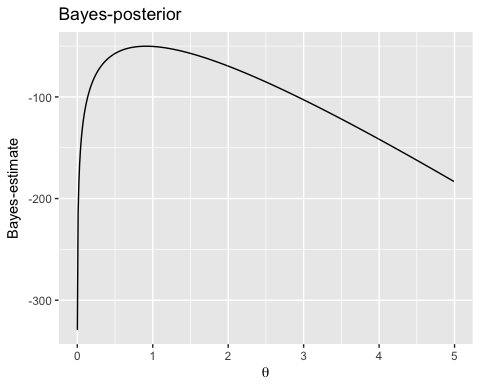 Bayes-posterior
Bayes-estimate
-100
-200
-300
0 1 2 3 4 5
θ